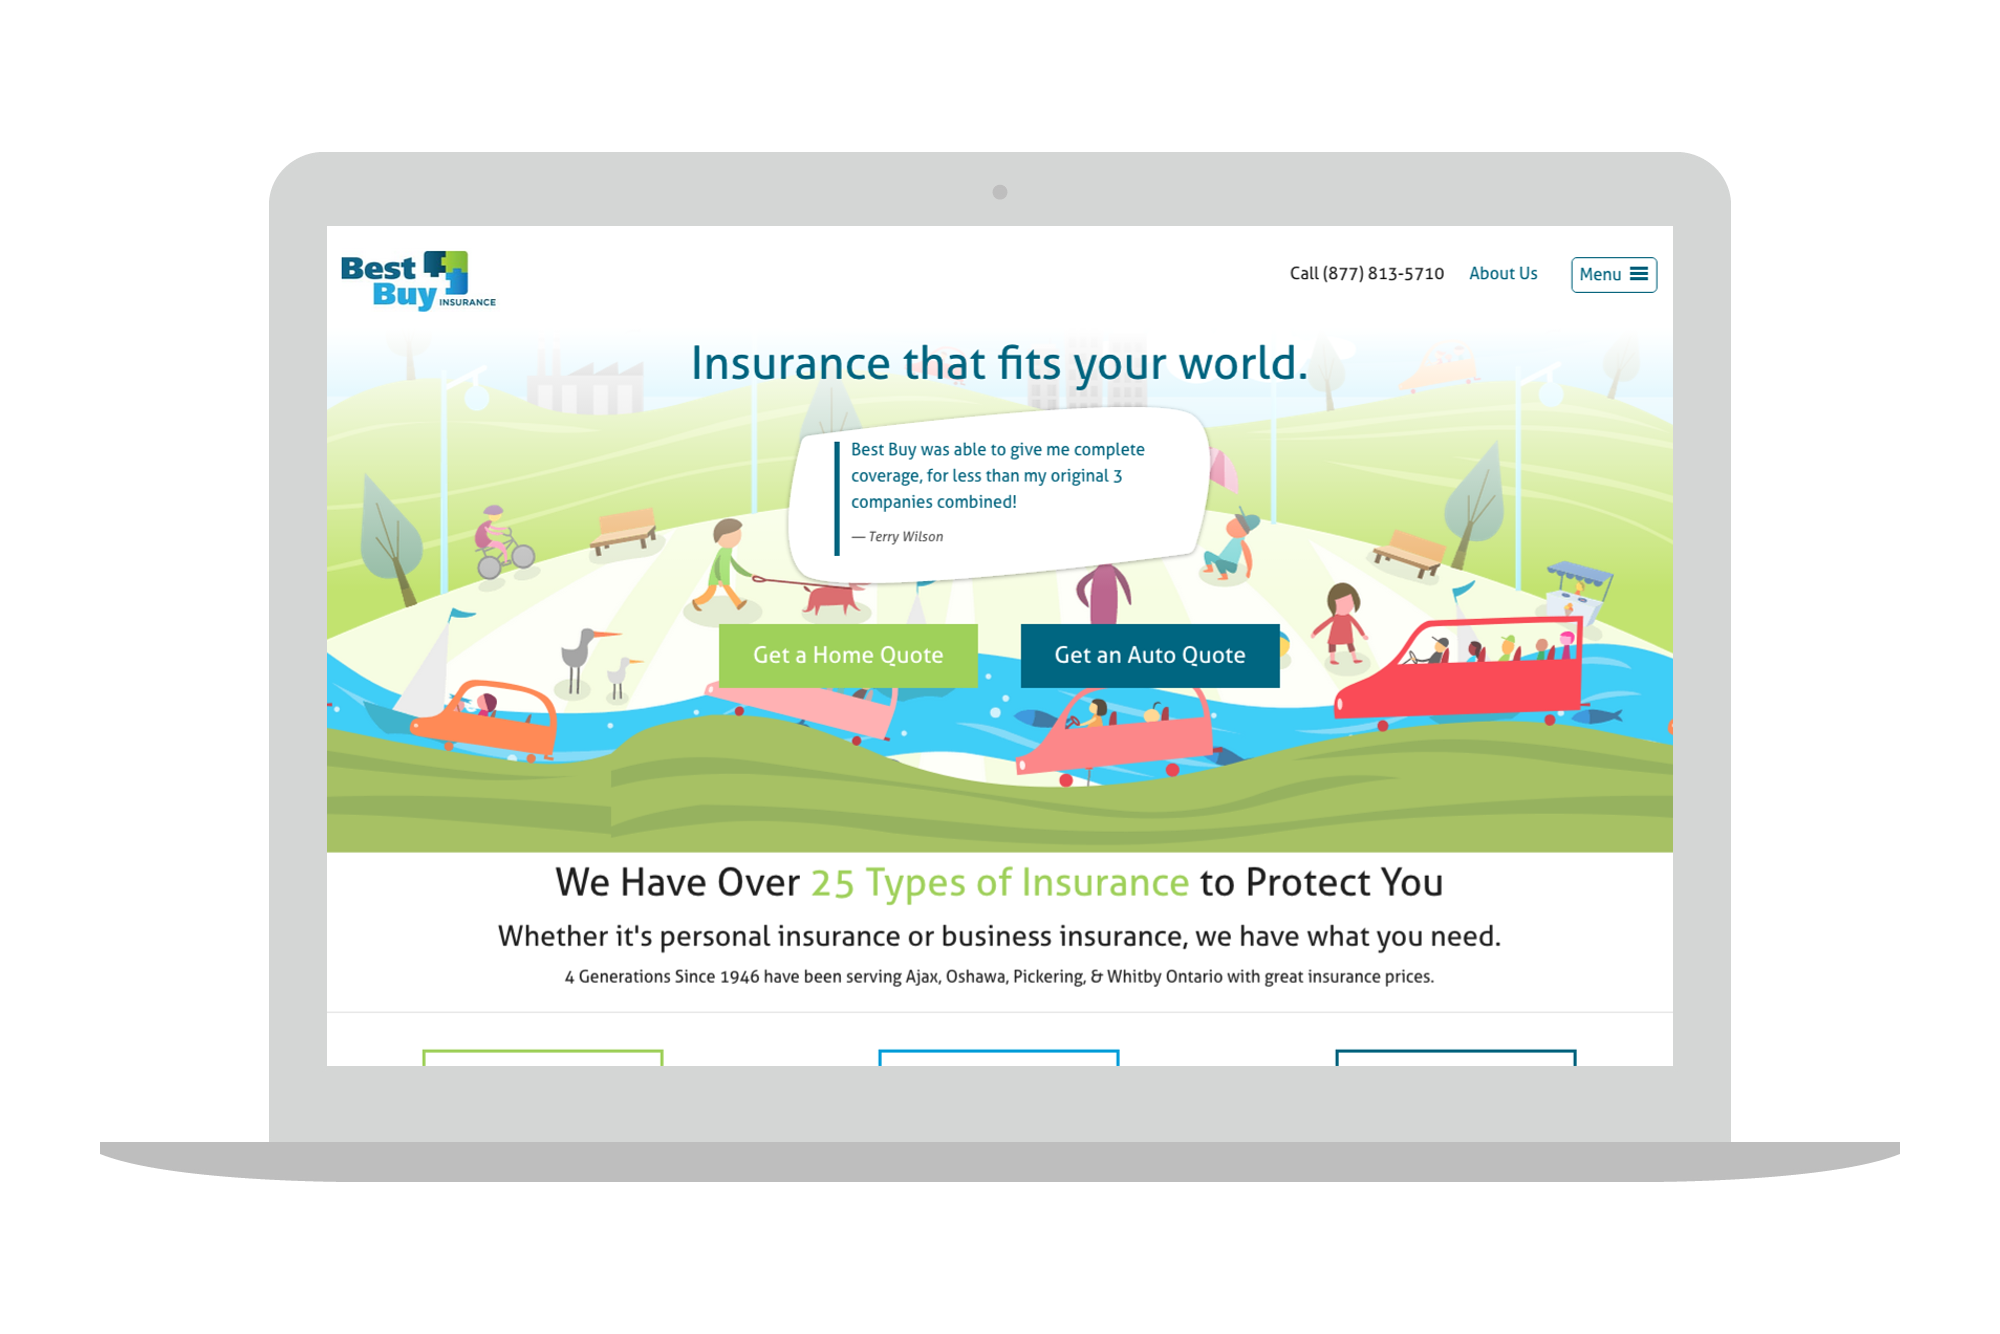 Best
Buy INSURANCE
Call (877) 813-5710 About Us Menu
Insurance that fits your world.
Best Buy was able to give me complete
coverage, for less than my original 3
companies combined!
— Terry Wilson
Get a Home Quote Get an Auto Quote
We Have Over 25 Types of Insurance to Protect You
Whether it's personal insurance or business insurance, we have what you need.
4 Generations Since 1946 have been serving Ajax, Oshawa, Pickering, & Whitby Ontario with great insurance prices.